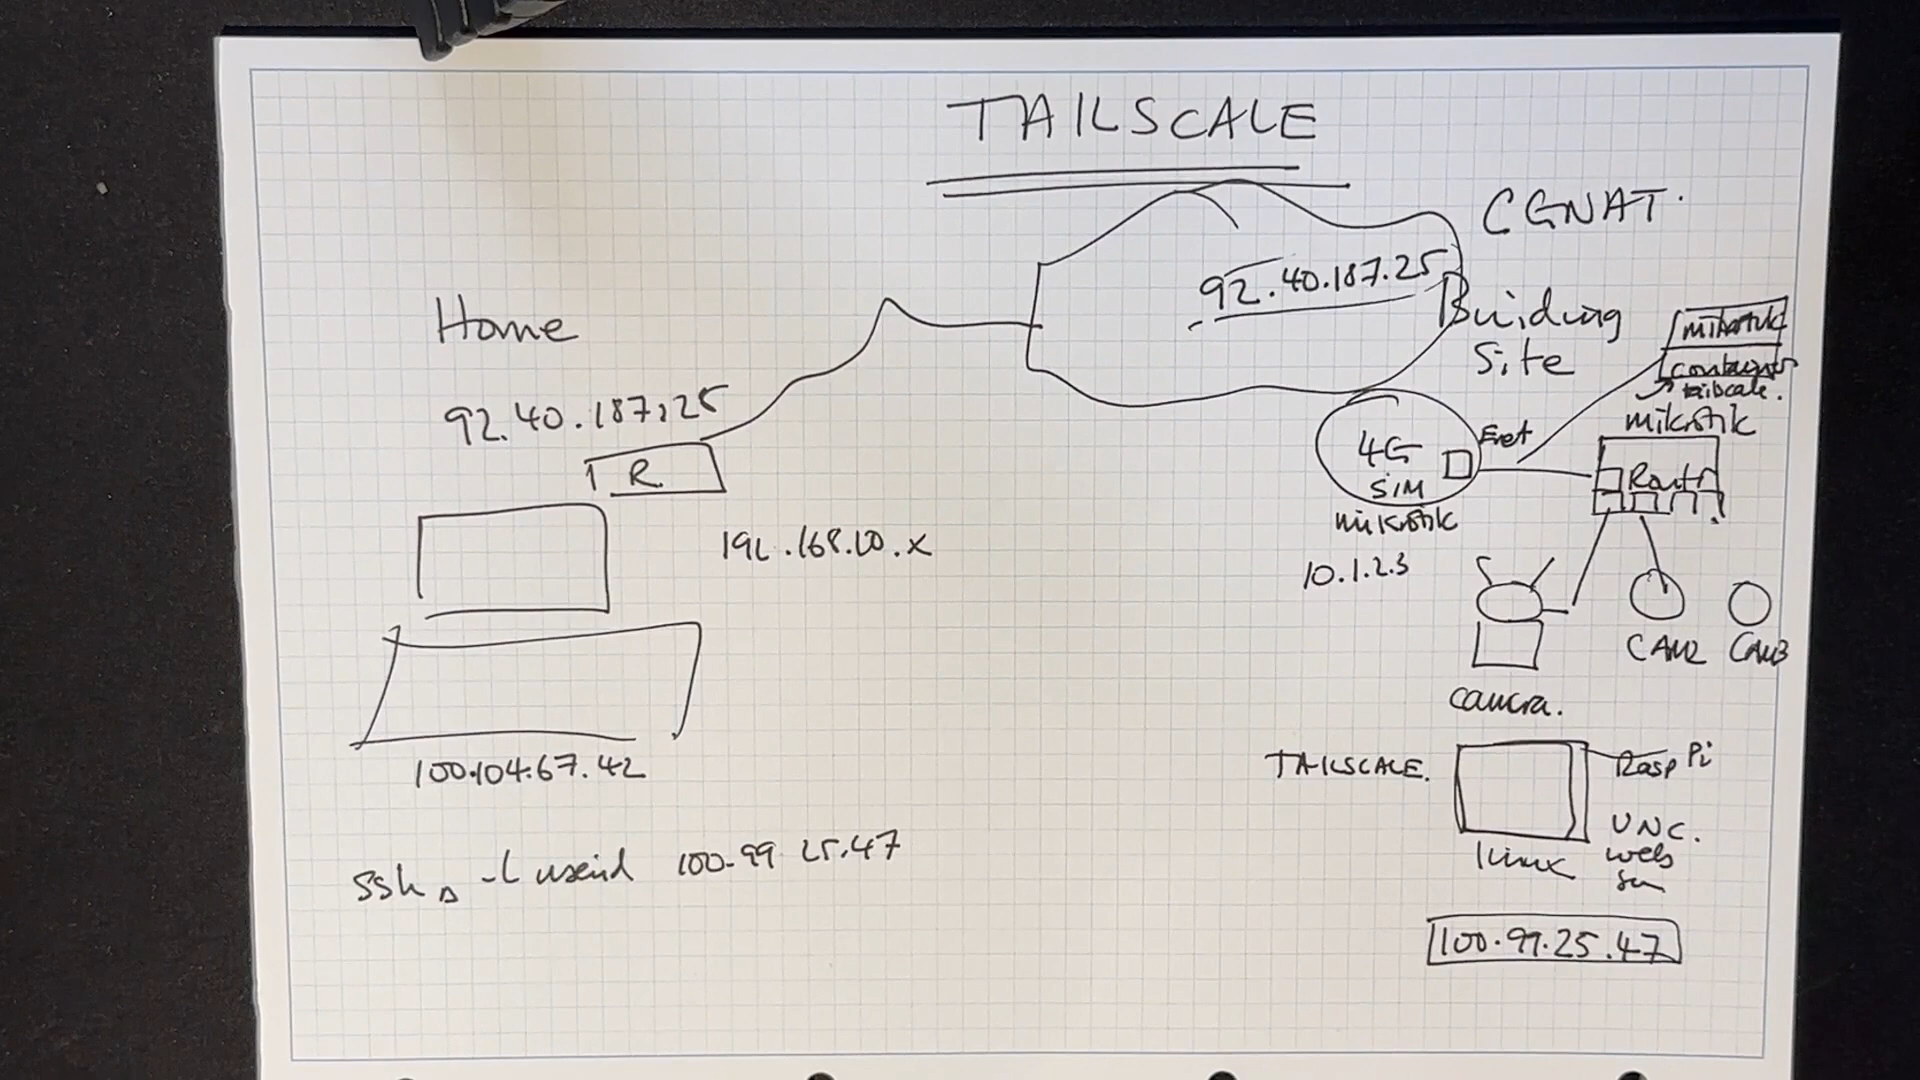 TAILSCALE
CGNAT.
92.40.187.25
Home
Building
Site
mikrotik
container
tailscale.
mikrotik
92.40.187.25
R
4G
SIM
Enet
Router
mikrotik
192.168.10.x
10.1.2.3
CAM2
CAM3
camera.
100.104.67.42
TAILSCALE.
Rasp Pi
VNC.
web
linux
ssh -l userid 100.99 25.47
100.99.25.47